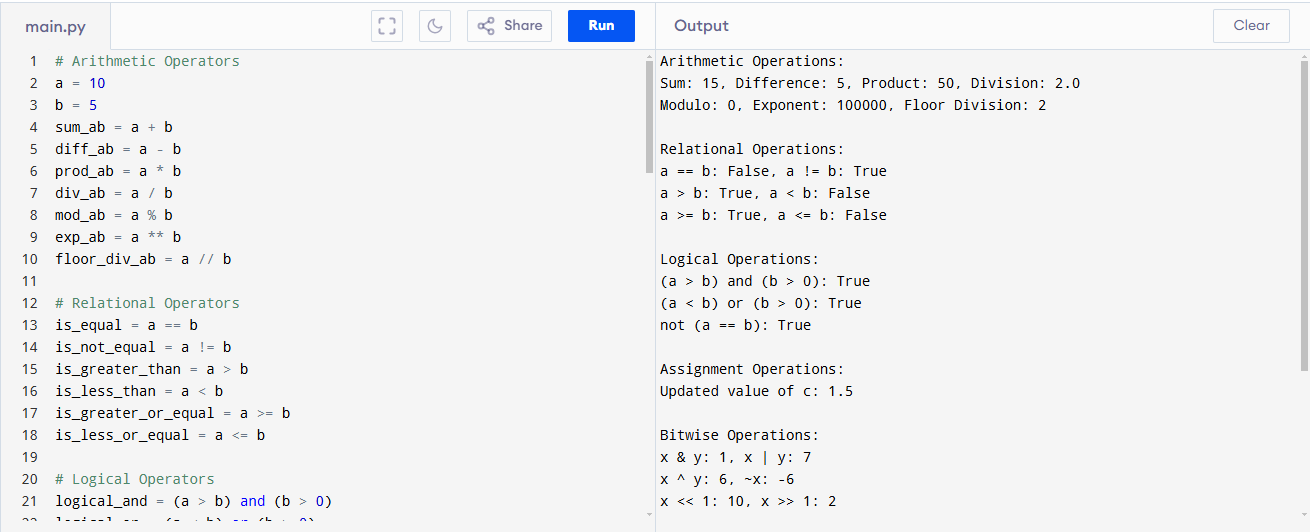 main.py
Share
Run
Output
Clear
1 # Arithmetic Operators
2 a = 10
3 b = 5
4 sum_ab = a + b
5 diff_ab = a - b
6 prod_ab = a * b
7 div_ab = a / b
8 mod_ab = a % b
9 exp_ab = a ** b
10 floor_div_ab = a // b
11
12 # Relational Operators
13 is_equal = a == b
14 is_not_equal = a != b
15 is_greater_than = a > b
16 is_less_than = a < b
17 is_greater_or_equal = a >= b
18 is_less_or_equal = a <= b
19
20 # Logical Operators
21 logical_and = (a > b) and (b > 0)
Arithmetic Operations:
Sum: 15, Difference: 5, Product: 50, Division: 2.0
Modulo: 0, Exponent: 100000, Floor Division: 2
Relational Operations:
a == b: False, a != b: True
a > b: True, a < b: False
a >= b: True, a <= b: False
Logical Operations:
(a > b) and (b > 0): True
(a < b) or (b > 0): True
not (a == b): True
Assignment Operations:
Updated value of c: 1.5
Bitwise Operations:
x & y: 1, x | y: 7
x ^ y: 6, ~x: -6
x << 1: 10, x >> 1: 2